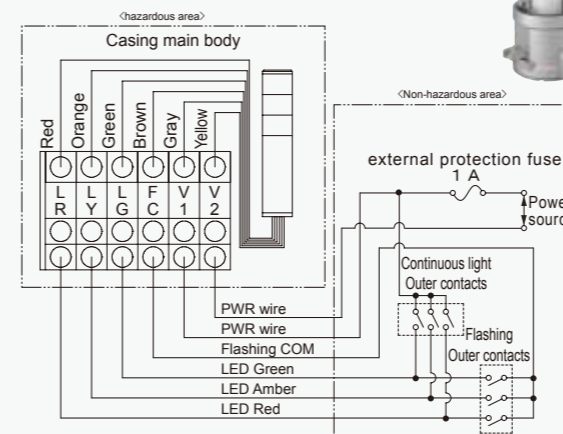 〈hazardous area〉
Casing main body
Red
Orange
Green
Brown
Gray
Yellow
L R
L Y
L G
F C
V 1
V 2
〈Non-hazardous area〉
external protection fuse
1 A
Continuous light
Outer contacts
Flashing
Outer contacts
PWR wire
PWR wire
Flashing COM
LED Green
LED Amber
LED Red